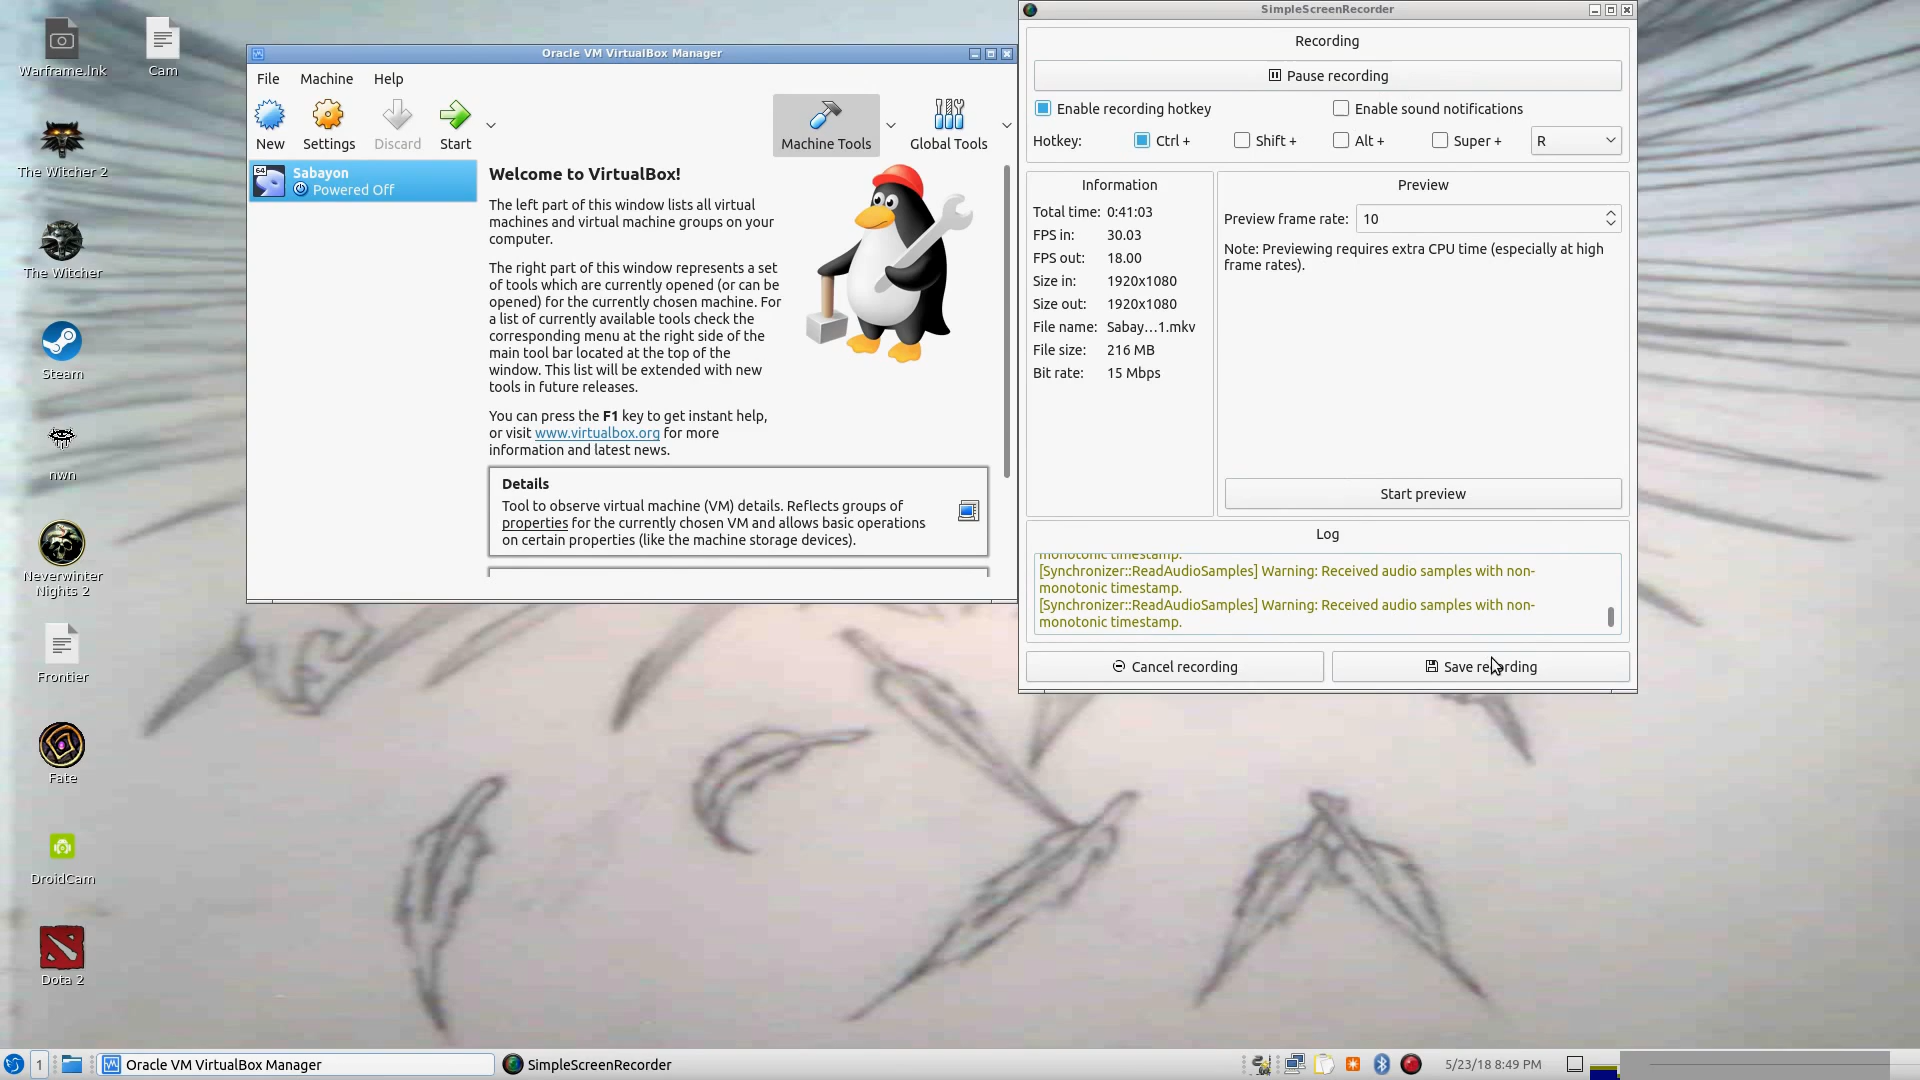 Warframe.lnk
Cam
The Witcher 2
The Witcher
Steam
nwn
Neverwinter
Nights 2
Frontier
Fate
DroidCam
Dota 2
Oracle VM VirtualBox Manager
File Machine Help
New Settings Discard Start Machine Tools Global Tools
64
Sabayon
Powered Off
Welcome to VirtualBox!
The left part of this window lists all virtual
machines and virtual machine groups on your
computer.
The right part of this window represents a set
of tools which are currently opened (or can be
opened) for the currently chosen machine. For
a list of currently available tools check the
corresponding menu at the right side of the
main tool bar located at the top of the
window. This list will be extended with new
tools in future releases.
You can press the F1 key to get instant help,
or visit www.virtualbox.org for more
information and latest news.
Details
Tool to observe virtual machine (VM) details. Reflects groups of
properties for the currently chosen VM and allows basic operations
on certain properties (like the machine storage devices).
SimpleScreenRecorder
Recording
Pause recording
Enable recording hotkey Enable sound notifications
Hotkey: Ctrl + Shift + Alt + Super + R
Information
Total time: 0:41:03
FPS in: 30.03
FPS out: 18.00
Size in: 1920x1080
Size out: 1920x1080
File name: Sabay…1.mkv
File size: 216 MB
Bit rate: 15 Mbps
Preview
Preview frame rate: 10
Note: Previewing requires extra CPU time (especially at high
frame rates).
Start preview
Log
monotonic timestamp.
[Synchronizer::ReadAudioSamples] Warning: Received audio samples with non-
monotonic timestamp.
[Synchronizer::ReadAudioSamples] Warning: Received audio samples with non-
monotonic timestamp.
Cancel recording Save recording
1 Oracle VM VirtualBox Manager SimpleScreenRecorder 5/23/18 8:49 PM